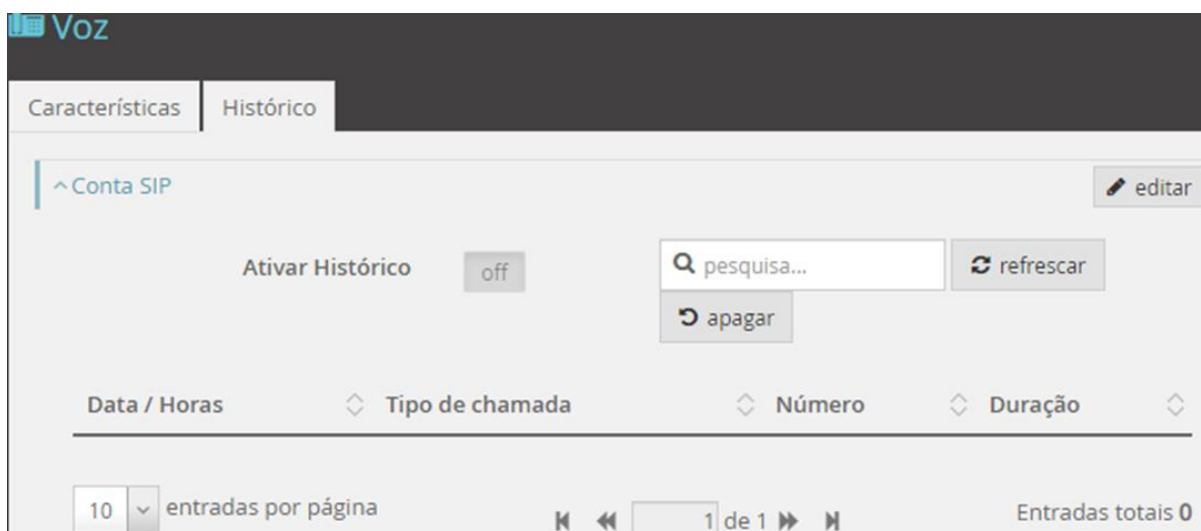 Voz
Características Histórico
Conta SIP editar
Ativar Histórico off pesquisa... refrescar
apagar
Data / Horas Tipo de chamada Número Duração
10 entradas por página 1 de 1 Entradas totais 0